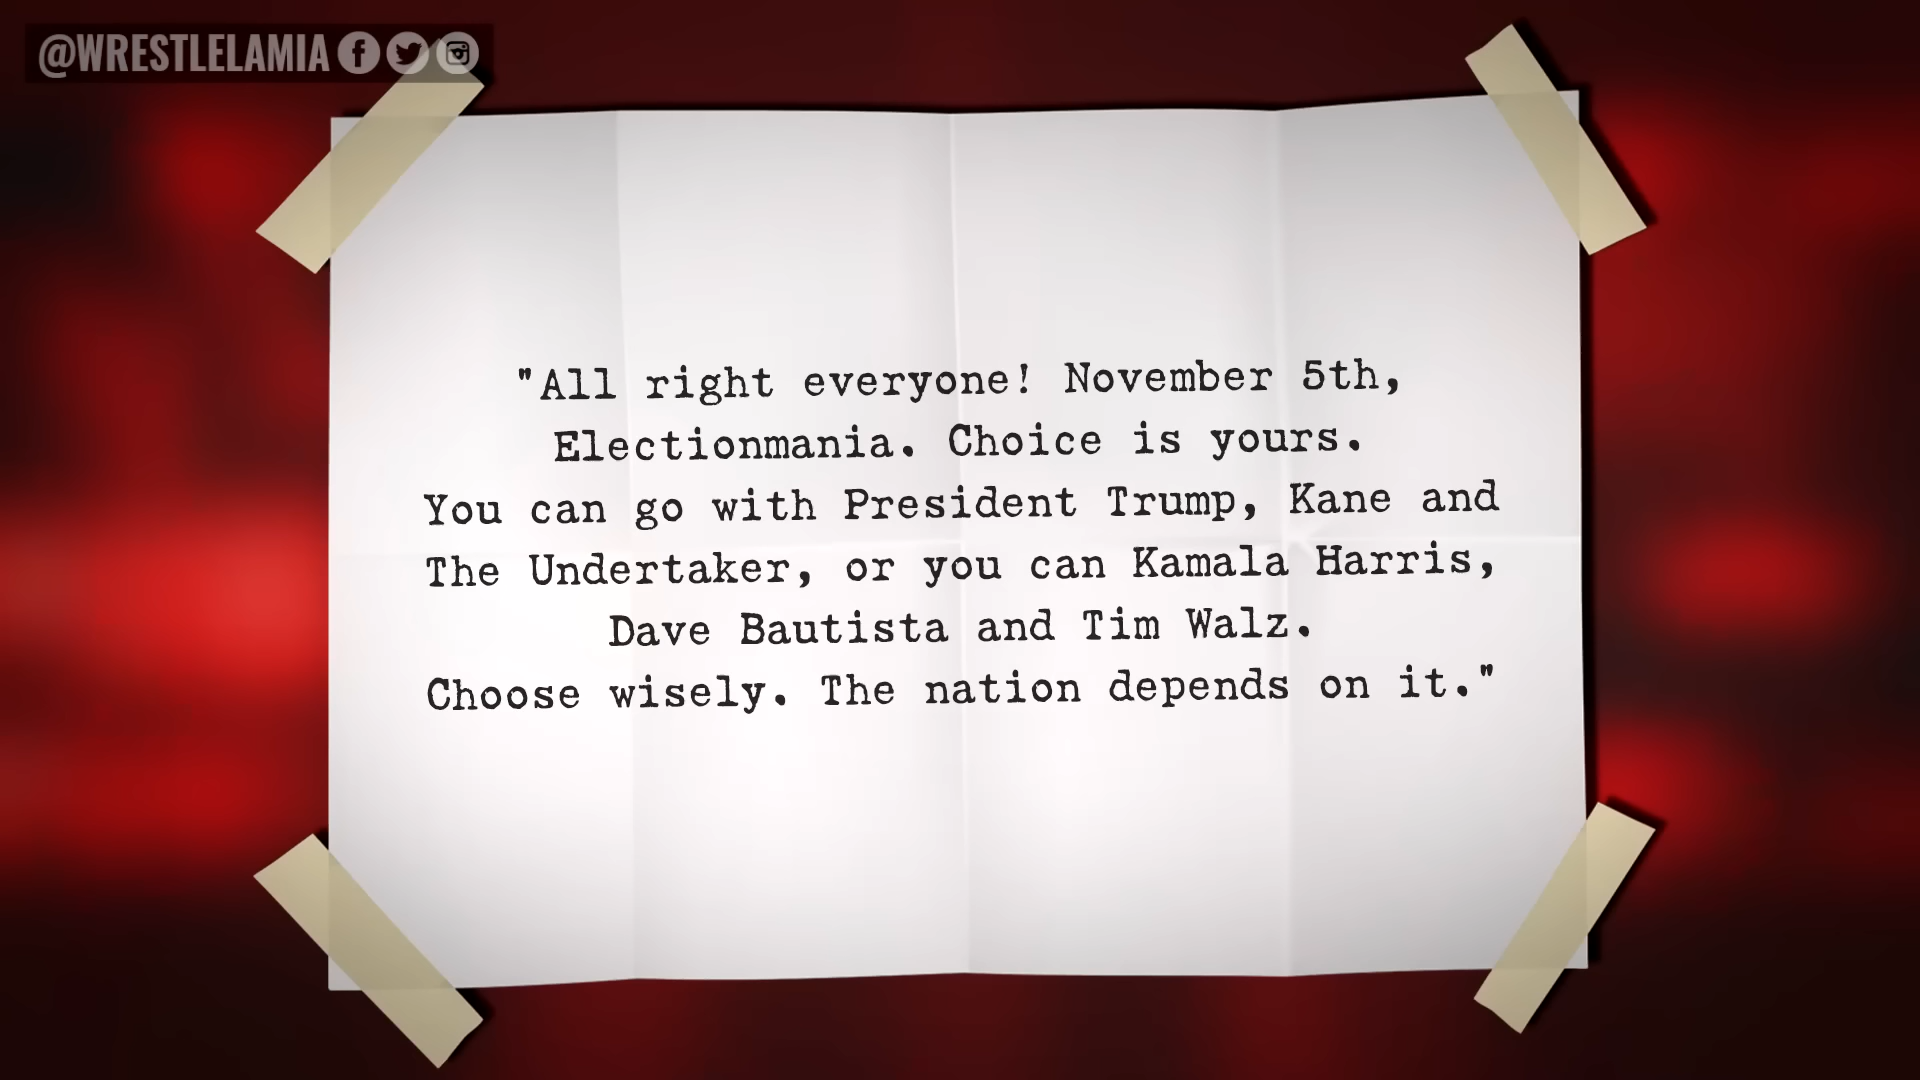 @WRESTLELAMIA
"All right everyone! November 5th,
Electionmania. Choice is yours.
You can go with President Trump, Kane and
The Undertaker, or you can Kamala Harris,
Dave Bautista and Tim Walz.
Choose wisely. The nation depends on it."